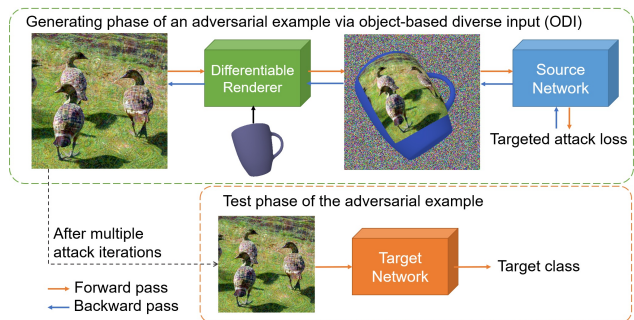 Generating phase of an adversarial example via object-based diverse input (ODI)
Differentiable
Renderer
Source
Network
Targeted attack loss
Test phase of the adversarial example
After multiple
attack iterations
Target
Network
Target class
Forward pass
Backward pass